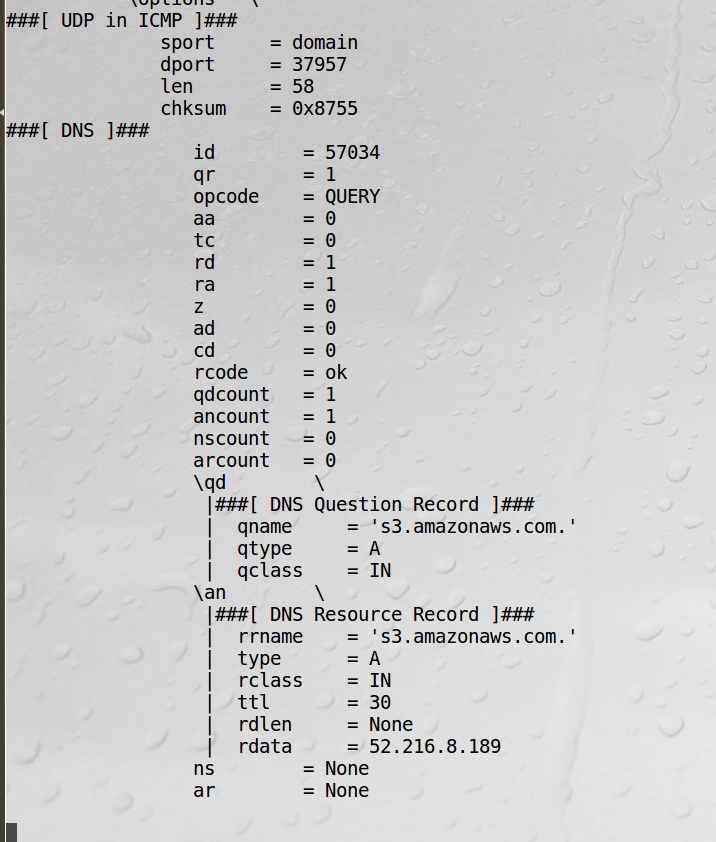 \options   \
###[ UDP in ICMP ]###
              sport     = domain
              dport     = 37957
              len       = 58
              chksum    = 0x8755
###[ DNS ]###
                 id        = 57034
                 qr        = 1
                 opcode    = QUERY
                 aa        = 0
                 tc        = 0
                 rd        = 1
                 ra        = 1
                 z         = 0
                 ad        = 0
                 cd        = 0
                 rcode     = ok
                 qdcount   = 1
                 ancount   = 1
                 nscount   = 0
                 arcount   = 0
                 \qd        \
                  |###[ DNS Question Record ]###
                  |  qname     = 's3.amazonaws.com.'
                  |  qtype     = A
                  |  qclass    = IN
                 \an        \
                  |###[ DNS Resource Record ]###
                  |  rrname    = 's3.amazonaws.com.'
                  |  type      = A
                  |  rclass    = IN
                  |  ttl       = 30
                  |  rdlen     = None
                  |  rdata     = 52.216.8.189
                 ns        = None
                 ar        = None